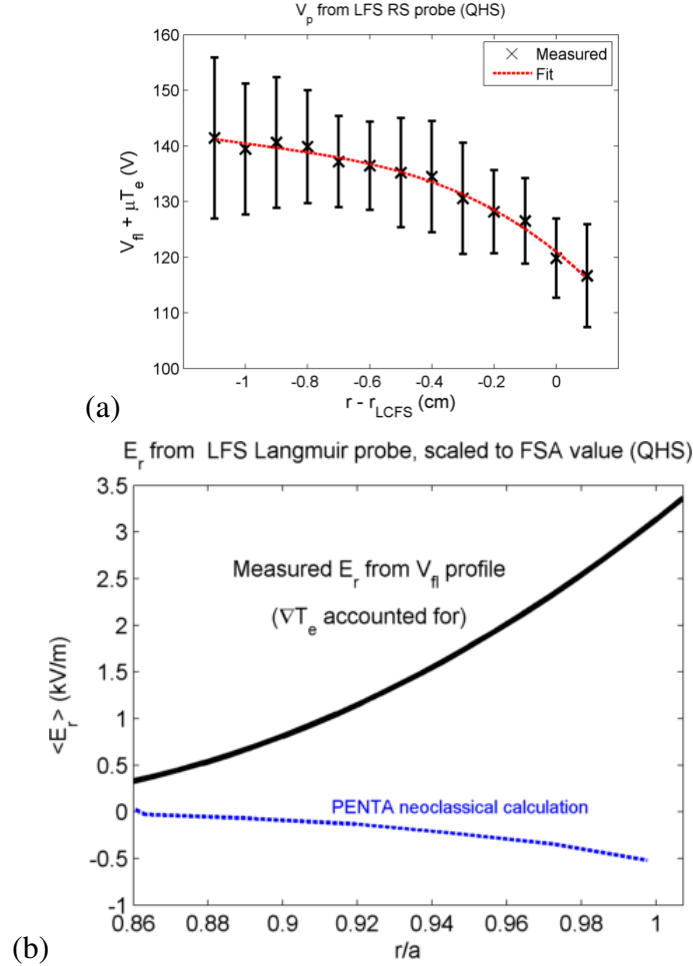 V_p from LFS RS probe (QHS)
160
150
140
130
120
110
100
V_fl + μT_e (V)
Measured
Fit
-1 -0.8 -0.6 -0.4 -0.2 0
r - r_LCFS (cm)
(a)
E_r from LFS Langmuir probe, scaled to FSA value (QHS)
3.5
3
2.5
2
1.5
1
0.5
0
-0.5
-1
<E_r> (kV/m)
Measured E_r from V_fl profile
(∇T_e accounted for)
PENTA neoclassical calculation
0.86 0.88 0.9 0.92 0.94 0.96 0.98 1
r/a
(b)